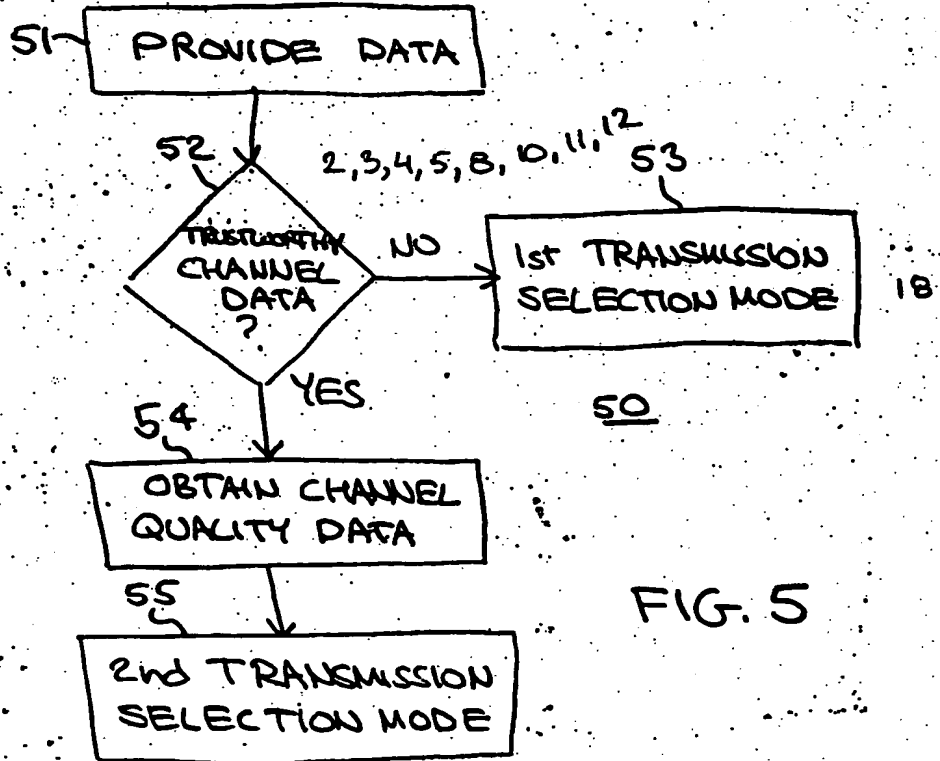 51
PROVIDE DATA
52
2, 3, 4, 5, 8, 10, 11, 12
53
TRUSTWORTHY
CHANNEL
DATA
?
NO
1st TRANSMISSION
SELECTION MODE
18
YES
50
54
OBTAIN CHANNEL
QUALITY DATA
55
FIG. 5
2nd TRANSMISSION
SELECTION MODE